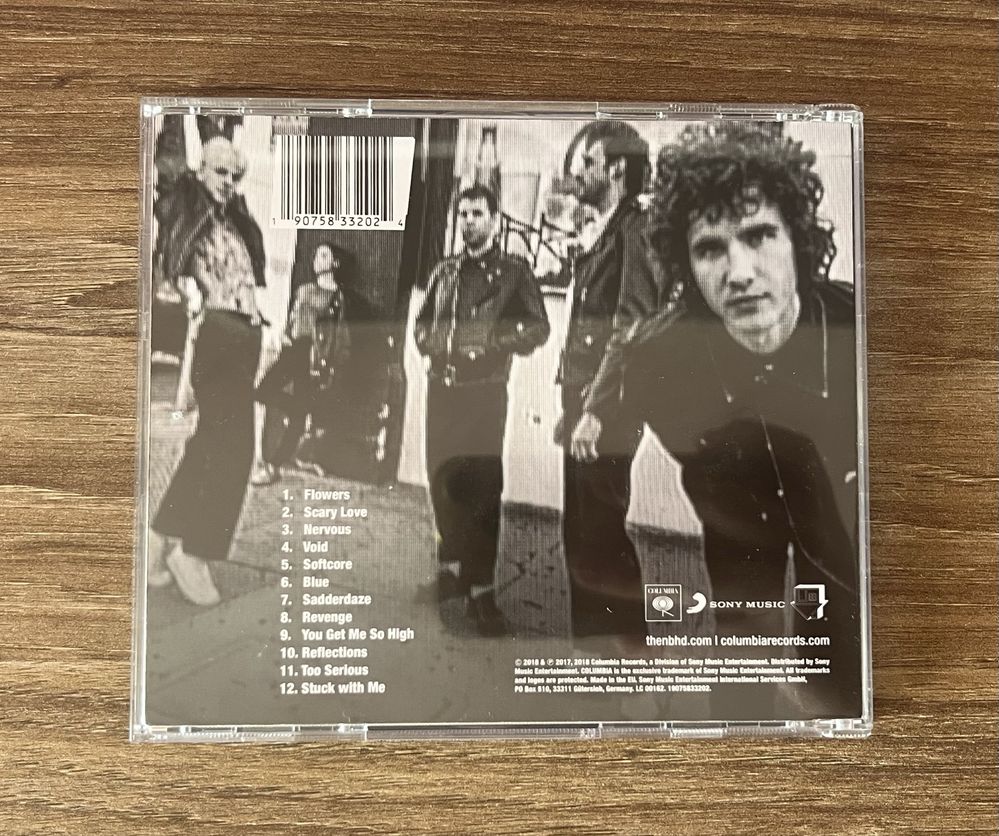 1 90758 33202 4
1. Flowers
2. Scary Love
3. Nervous
4. Void
5. Softcore
6. Blue
7. Sadderdaze
8. Revenge
9. You Get Me So High
10. Reflections
11. Too Serious
12. Stuck with Me
COLUMBIA
SONY MUSIC
thenbhd.com | columbiarecords.com
© 2018 & ℗ 2017, 2018 Columbia Records, a Division of Sony Music Entertainment. Distributed by Sony
Music Entertainment. COLUMBIA is the exclusive trademark of Sony Music Entertainment. All trademarks
and logos are protected. Made in the EU. Sony Music Entertainment International Services GmbH,
PO Box 510, 33311 Gütersloh, Germany. LC 00162. 19075833202.